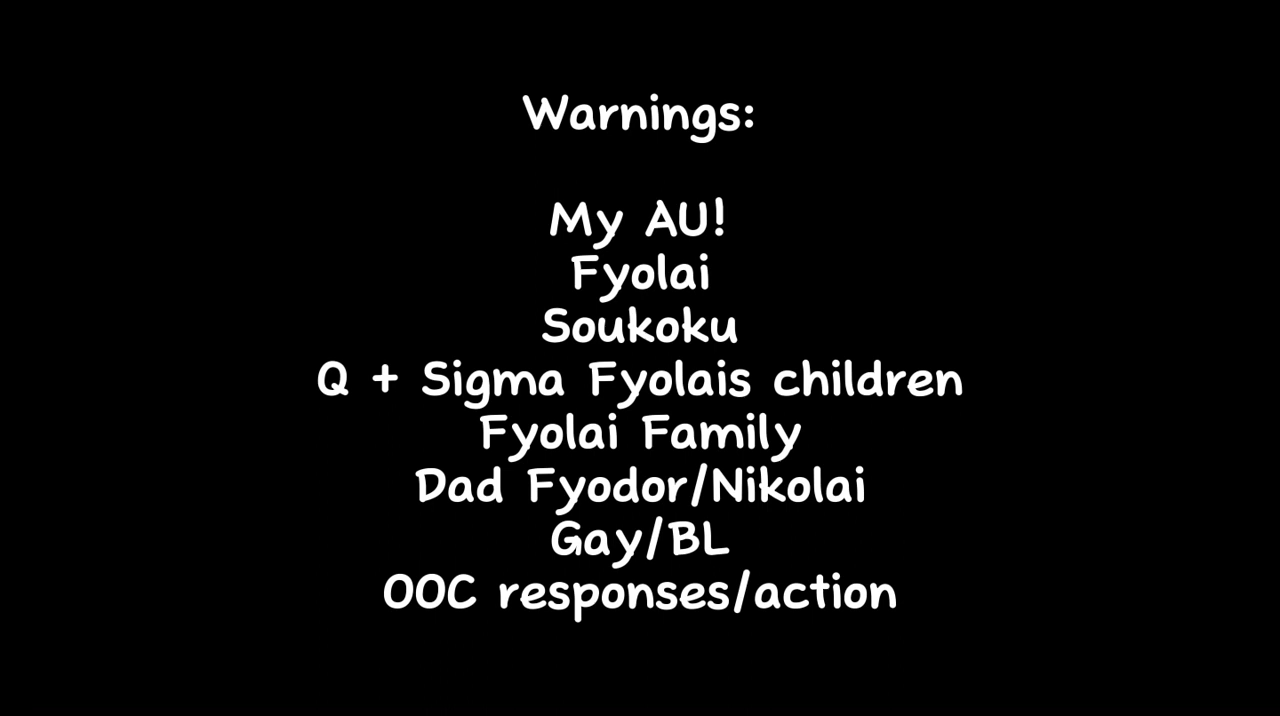 Warnings:
My AU!
Fyolai
Soukoku
Q + Sigma Fyolais children
Fyolai Family
Dad Fyodor/Nikolai
Gay/BL
OOC responses/action